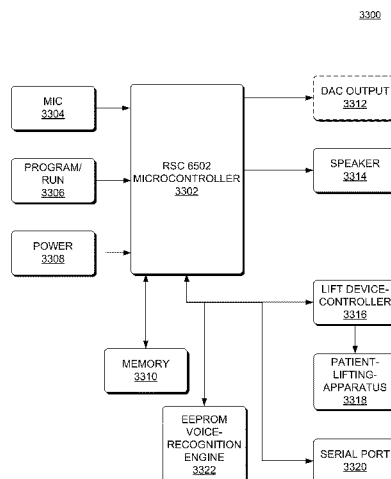 3300
MIC
3304
PROGRAM/
RUN
3306
POWER
3308
RSC 6502
MICROCONTROLLER
3302
DAC OUTPUT
3312
SPEAKER
3314
LIFT DEVICE-
CONTROLLER
3316
MEMORY
3310
PATIENT-
LIFTING-
APPARATUS
3318
EEPROM
VOICE-
RECOGNITION
ENGINE
3322
SERIAL PORT
3320